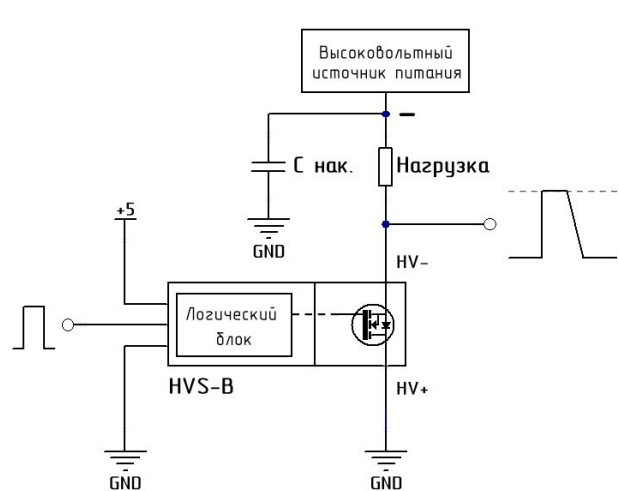 Высоковольтный
источник питания
−
С нак.
Нагрузка
GND
+5
HV-
Логический
блок
HVS-B
HV+
GND
GND